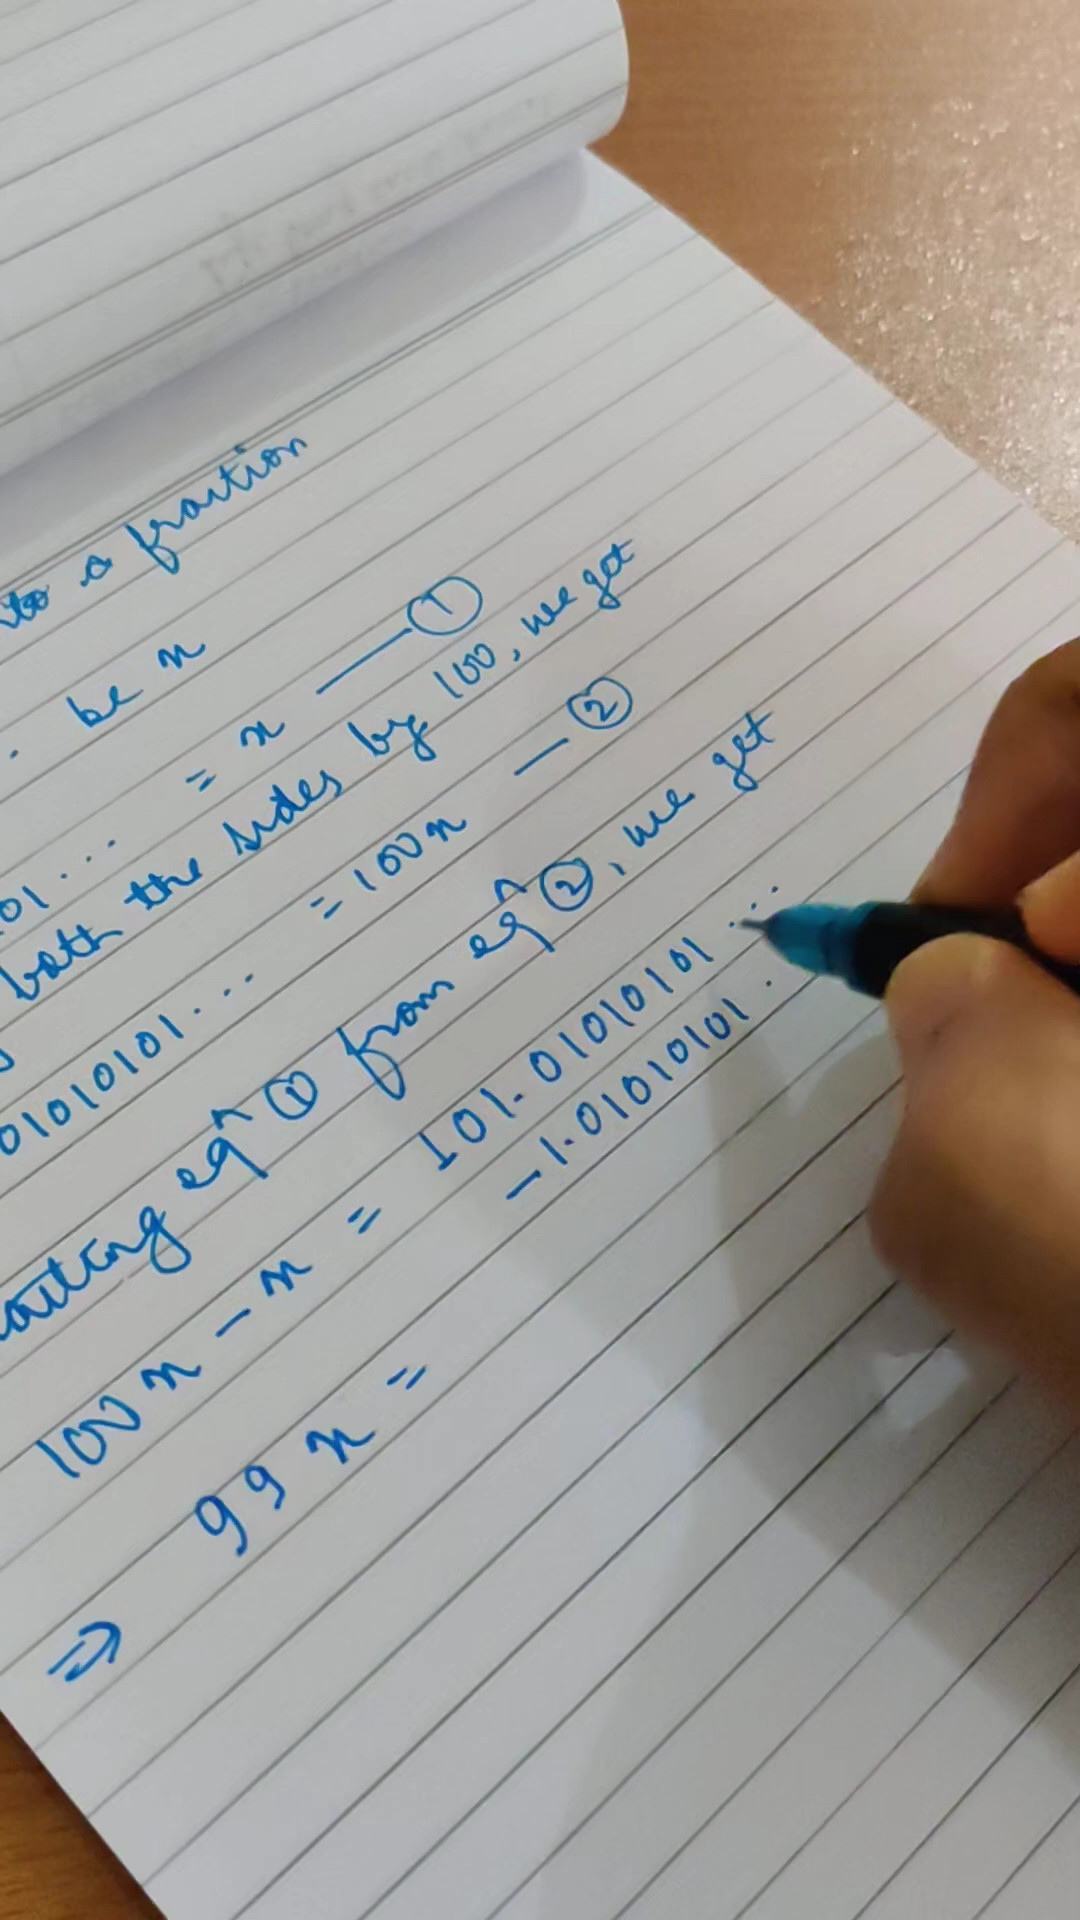 to a fraction
. be x
01... = x — ①
both the sides by 100, we get
01010101... = 100x — ②
eqⁿ ① from eqⁿ ②, we get
100x - x = 101.01010101...
-1.01010101..
⇒ 99x =